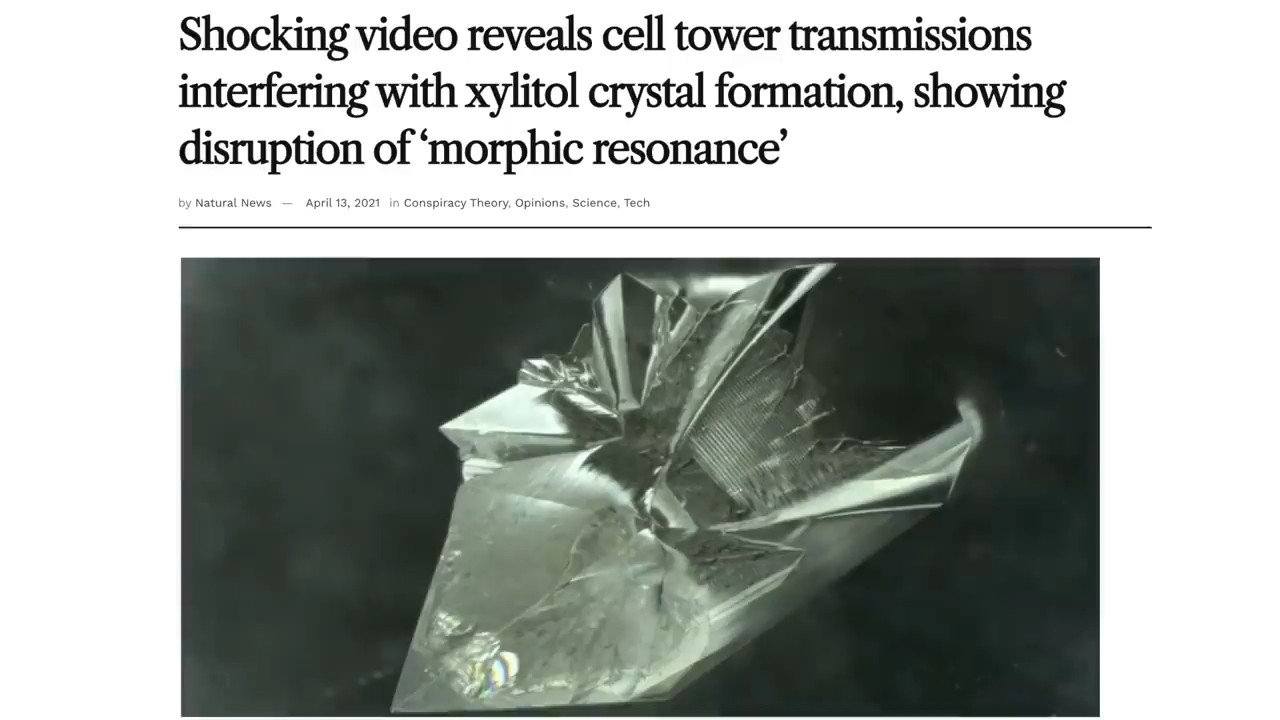 Shocking video reveals cell tower transmissions
interfering with xylitol crystal formation, showing
disruption of ‘morphic resonance’
by Natural News — April 13, 2021 in Conspiracy Theory, Opinions, Science, Tech